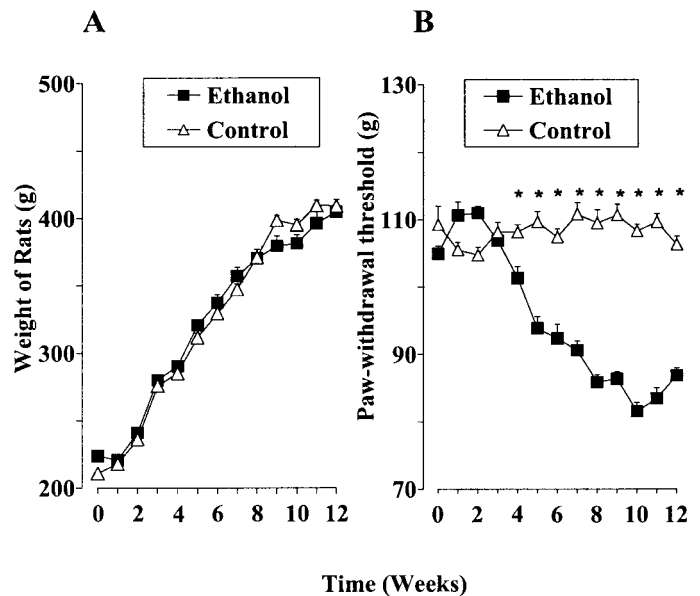 A
B
500
400
300
200
Weight of Rats (g)
Ethanol
Control
0 2 4 6 8 10 12
130
110
90
70
Paw-withdrawal threshold (g)
Ethanol
Control
* * * * * * * * *
0 2 4 6 8 10 12
Time (Weeks)